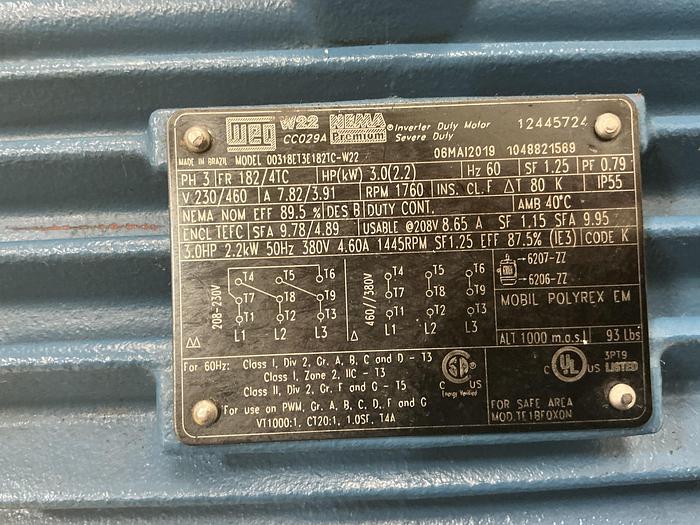 WEG W22 NEMA Premium ® Inverter Duty Motor 12445724
CC029A Severe Duty
MADE IN BRAZIL MODEL 00318ET3E182TC-W22 06MAI2019 1048821569
PH 3 FR 182/4TC HP(kW) 3.0(2.2) Hz 60 SF 1.25 PF 0.79
V 230/460 A 7.82/3.91 RPM 1760 INS. CL. F Δ T 80 K IP55
NEMA NOM EFF 89.5 % DES B DUTY CONT. AMB 40°C
ENCL TEFC SFA 9.78/4.89 USABLE @208V 8.65 A SF 1.15 SFA 9.95
3.0HP 2.2kW 50Hz 380V 4.60A 1445RPM SF1.25 EFF 87.5% (IE3) CODE K
208-230V T4 T5 T6
T7 T8 T9
T1 T2 T3
ΔΔ L1 L2 L3
460//380V T4 T5 T6
T7 T8 T9
T1 T2 T3
Δ L1 L2 L3
6207-ZZ
6206-ZZ
MOBIL POLYREX EM
ALT 1000 m.a.s.l. 93 Lbs
For 60Hz: Class I, Div 2, Gr. A, B, C and D - T3
Class I, Zone 2, IIC - T3
Class II, Div 2, Gr. F and G - T5
For use on PWM, Gr. A, B, C, D, F and G
VT1000:1, CT20:1, 1.0SF, T4A
C SA US
Energy Verified
C UL US LISTED
3PT9
FOR SAFE AREA
MOD.TE1BF0X0N